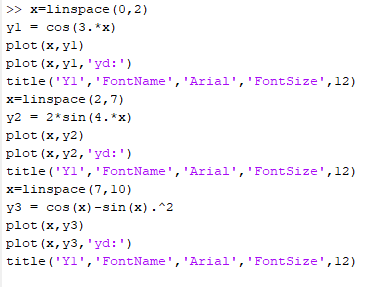 >> x=linspace(0,2)
y1 = cos(3.*x)
plot(x,y1)
plot(x,y1,'yd:')
title('Y1','FontName','Arial','FontSize',12)
x=linspace(2,7)
y2 = 2*sin(4.*x)
plot(x,y2)
plot(x,y2,'yd:')
title('Y1','FontName','Arial','FontSize',12)
x=linspace(7,10)
y3 = cos(x)-sin(x).^2
plot(x,y3)
plot(x,y3,'yd:')
title('Y1','FontName','Arial','FontSize',12)